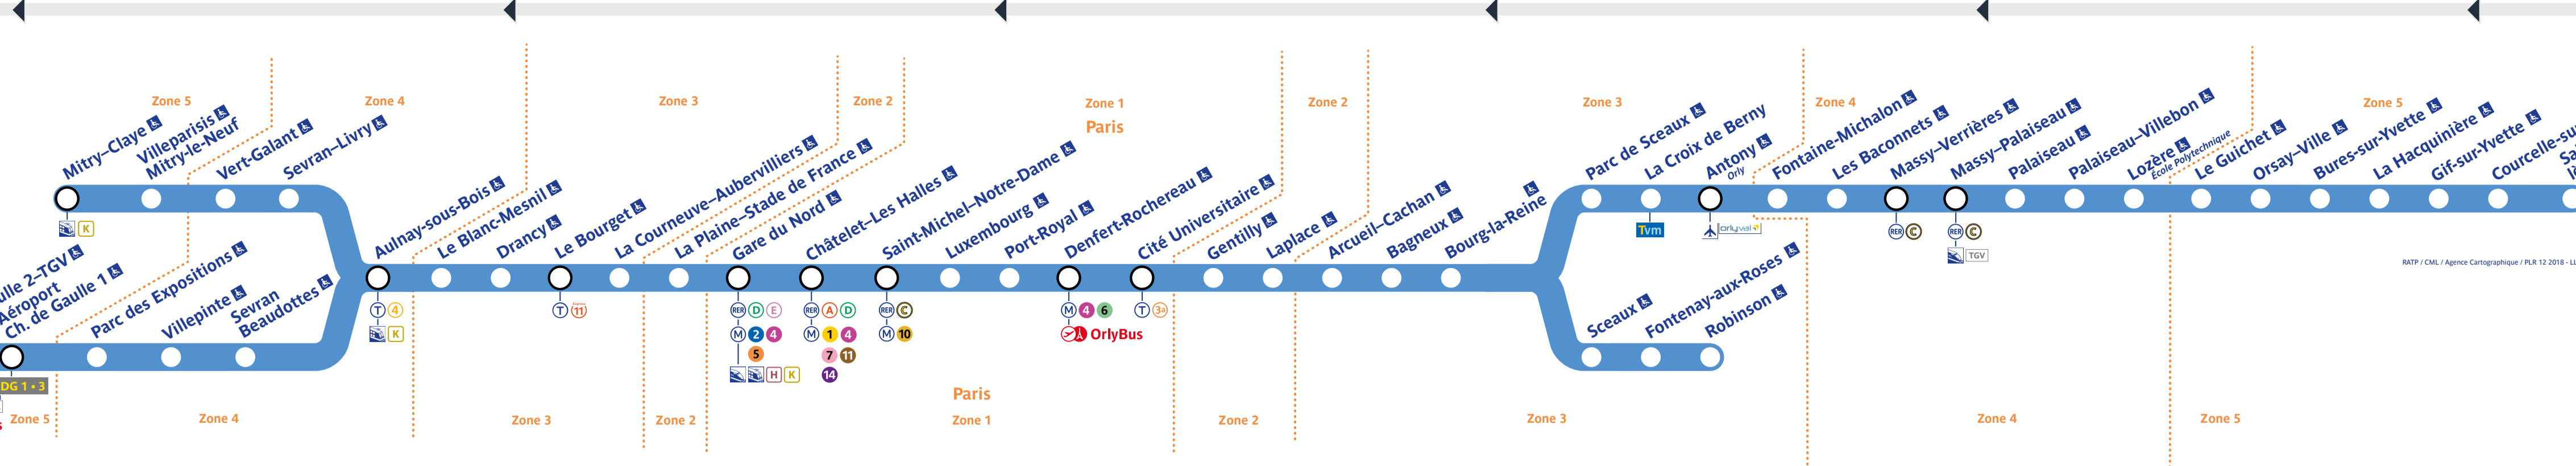 Zone 5
Zone 4
Zone 3
Zone 2
Zone 1
Paris
Zone 2
Zone 3
Zone 4
Zone 5
Mitry–Claye
Villeparisis
Mitry-le-Neuf
Vert-Galant
Sevran–Livry
K
ulle 2–TGV
Aéroport
Ch. de Gaulle 1
Parc des Expositions
Villepinte
Sevran
Beaudottes
DG 1 • 3
Aulnay-sous-Bois
T 4
K
Le Blanc-Mesnil
Drancy
Le Bourget
T 11
La Courneuve–Aubervilliers
La Plaine–Stade de France
Gare du Nord
RER D E
M 2 4
5
H K
Châtelet–Les Halles
RER A D
M 1 4
7 11
14
Saint-Michel–Notre-Dame
RER C
M 10
Luxembourg
Port-Royal
Denfert-Rochereau
M 4 6
OrlyBus
Cité Universitaire
T 3a
Gentilly
Laplace
Arcueil–Cachan
Bagneux
Bourg-la-Reine
Parc de Sceaux
La Croix de Berny
Tvm
Antony
Orly
orlyval
Fontaine-Michalon
Les Baconnets
Massy–Verrières
RER C
Massy–Palaiseau
RER C
TGV
Palaiseau
Palaiseau–Villebon
Lozère
École Polytechnique
Le Guichet
Orsay–Ville
Bures-sur-Yvette
La Hacquinière
Gif-sur-Yvette
Courcelle-su
Sceaux
Fontenay-aux-Roses
Robinson
RATP / CML / Agence Cartographique / PLR 12 2018 - LL
Zone 5
Zone 4
Zone 3
Zone 2
Paris
Zone 1
Zone 2
Zone 3
Zone 4
Zone 5